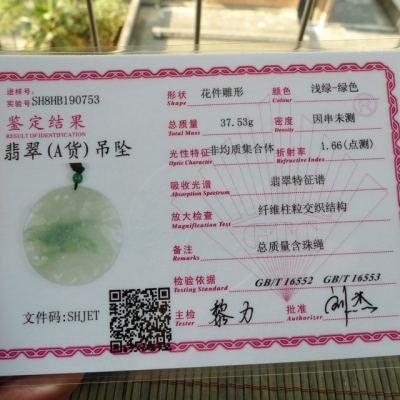 送样号:
实验号 SH8HB190753
鉴定结果
RESULT OF IDENTIFICATION
翡翠(A货)吊坠
文件码:SHJET
形状 花件雕形 颜色 浅绿-绿色
Shape Colour
总质量 37.53g 密度 因串未测
Total Mass Density
光性特征 非均质集合体 折射率 1.66(点测)
Optic Character Refractive Index
吸收光谱 翡翠特征谱
Absorption Spectrum
放大检查 纤维柱粒交织结构
Magnification Test
备注 总质量含珠绳
Remarks
检验依据 GB/T 16552 GB/T 16553
Testing Standard
主检 黎力 批准
Authorizer